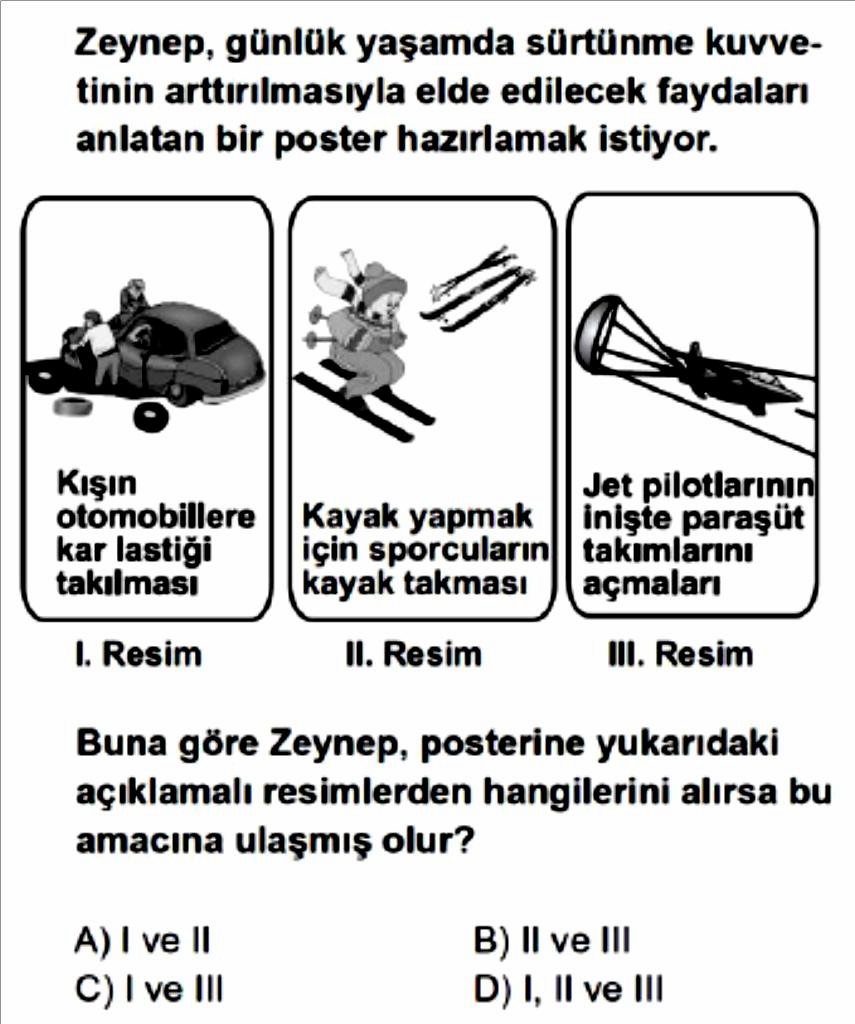 Zeynep, günlük yaşamda sürtünme kuvve-
tinin arttırılmasıyla elde edilecek faydaları
anlatan bir poster hazırlamak istiyor.
Kışın
otomobillere
kar lastiği
takılması
Kayak yapmak
için sporcuların
kayak takması
Jet pilotlarının
inişte paraşüt
takımlarını
açmaları
I. Resim
II. Resim
III. Resim
Buna göre Zeynep, posterine yukarıdaki
açıklamalı resimlerden hangilerini alırsa bu
amacına ulaşmış olur?
A) I ve II
B) II ve III
C) I ve III
D) I, II ve III